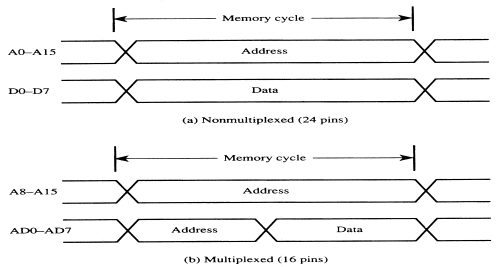 Memory cycle
A0–A15 Address
D0–D7 Data
(a) Nonmultiplexed (24 pins)
Memory cycle
A8–A15 Address
AD0–AD7 Address Data
(b) Multiplexed (16 pins)